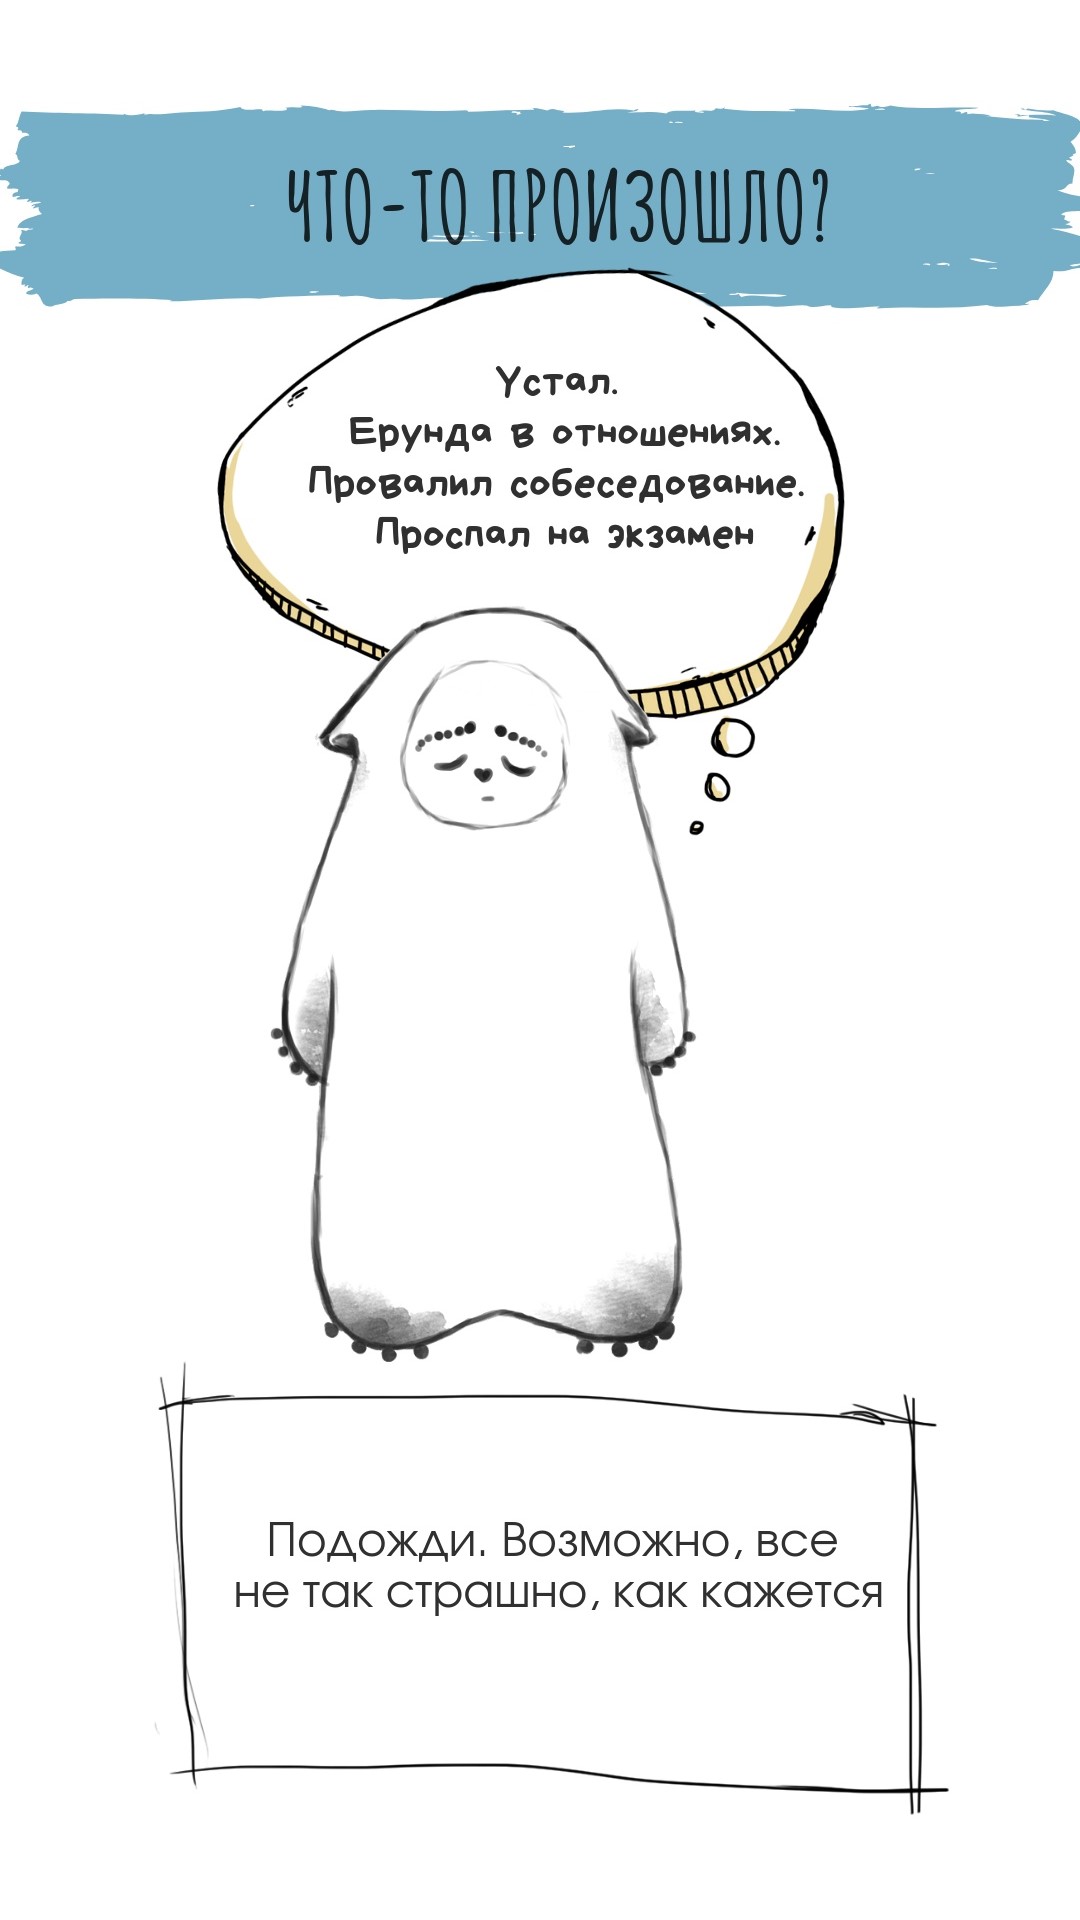 ЧТО-ТО ПРОИЗОШЛО?
Устал.
Ерунда в отношениях.
Провалил собеседование.
Проспал на экзамен
Подожди. Возможно, все
не так страшно, как кажется